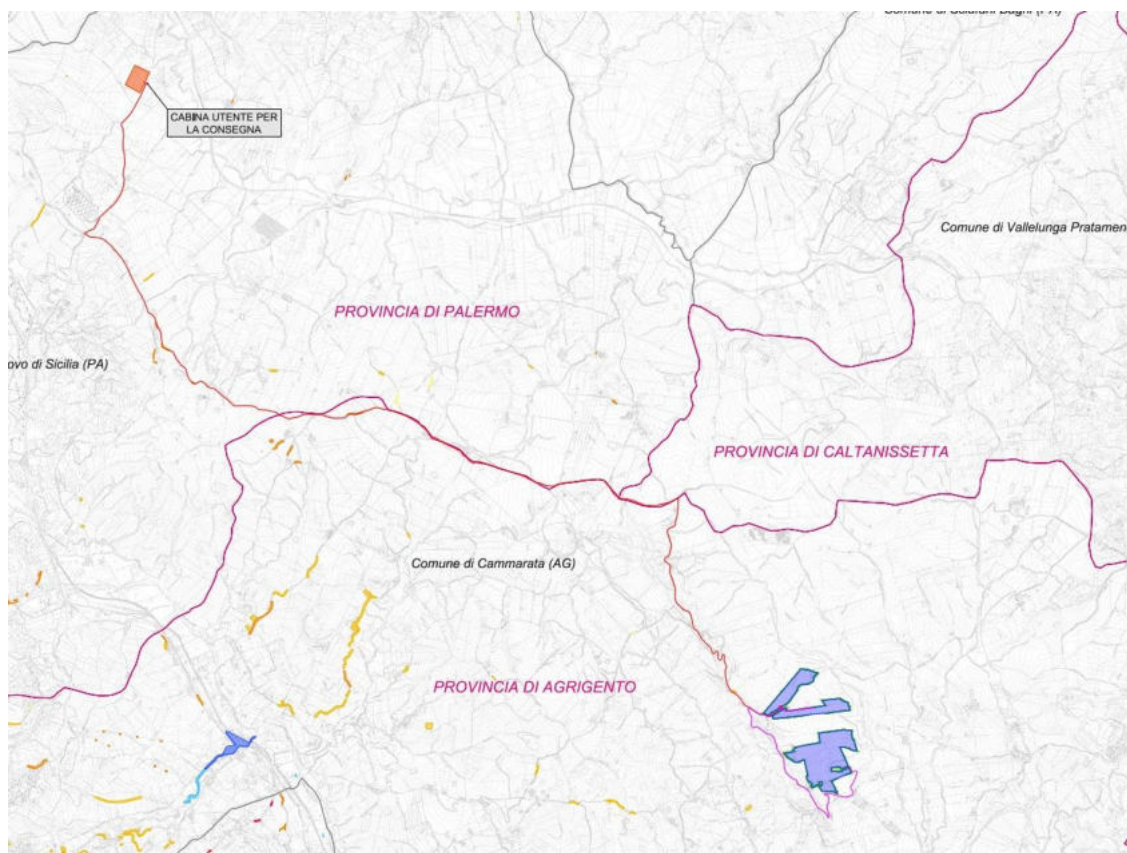 CABINA UTENTE PER
LA CONSEGNA
Comune di Vallelunga Pratamen
PROVINCIA DI PALERMO
ovo di Sicilia (PA)
PROVINCIA DI CALTANISSETTA
Comune di Cammarata (AG)
PROVINCIA DI AGRIGENTO